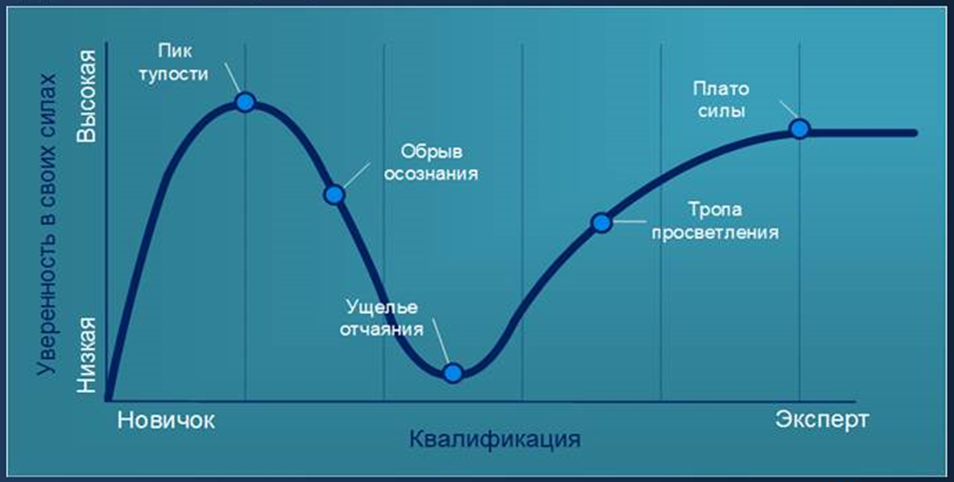 Пик
тупости
Обрыв
осознания
Ущелье
отчаяния
Тропа
просветления
Плато
силы
Уверенность в своих силах
Высокая
Низкая
Новичок
Эксперт
Квалификация